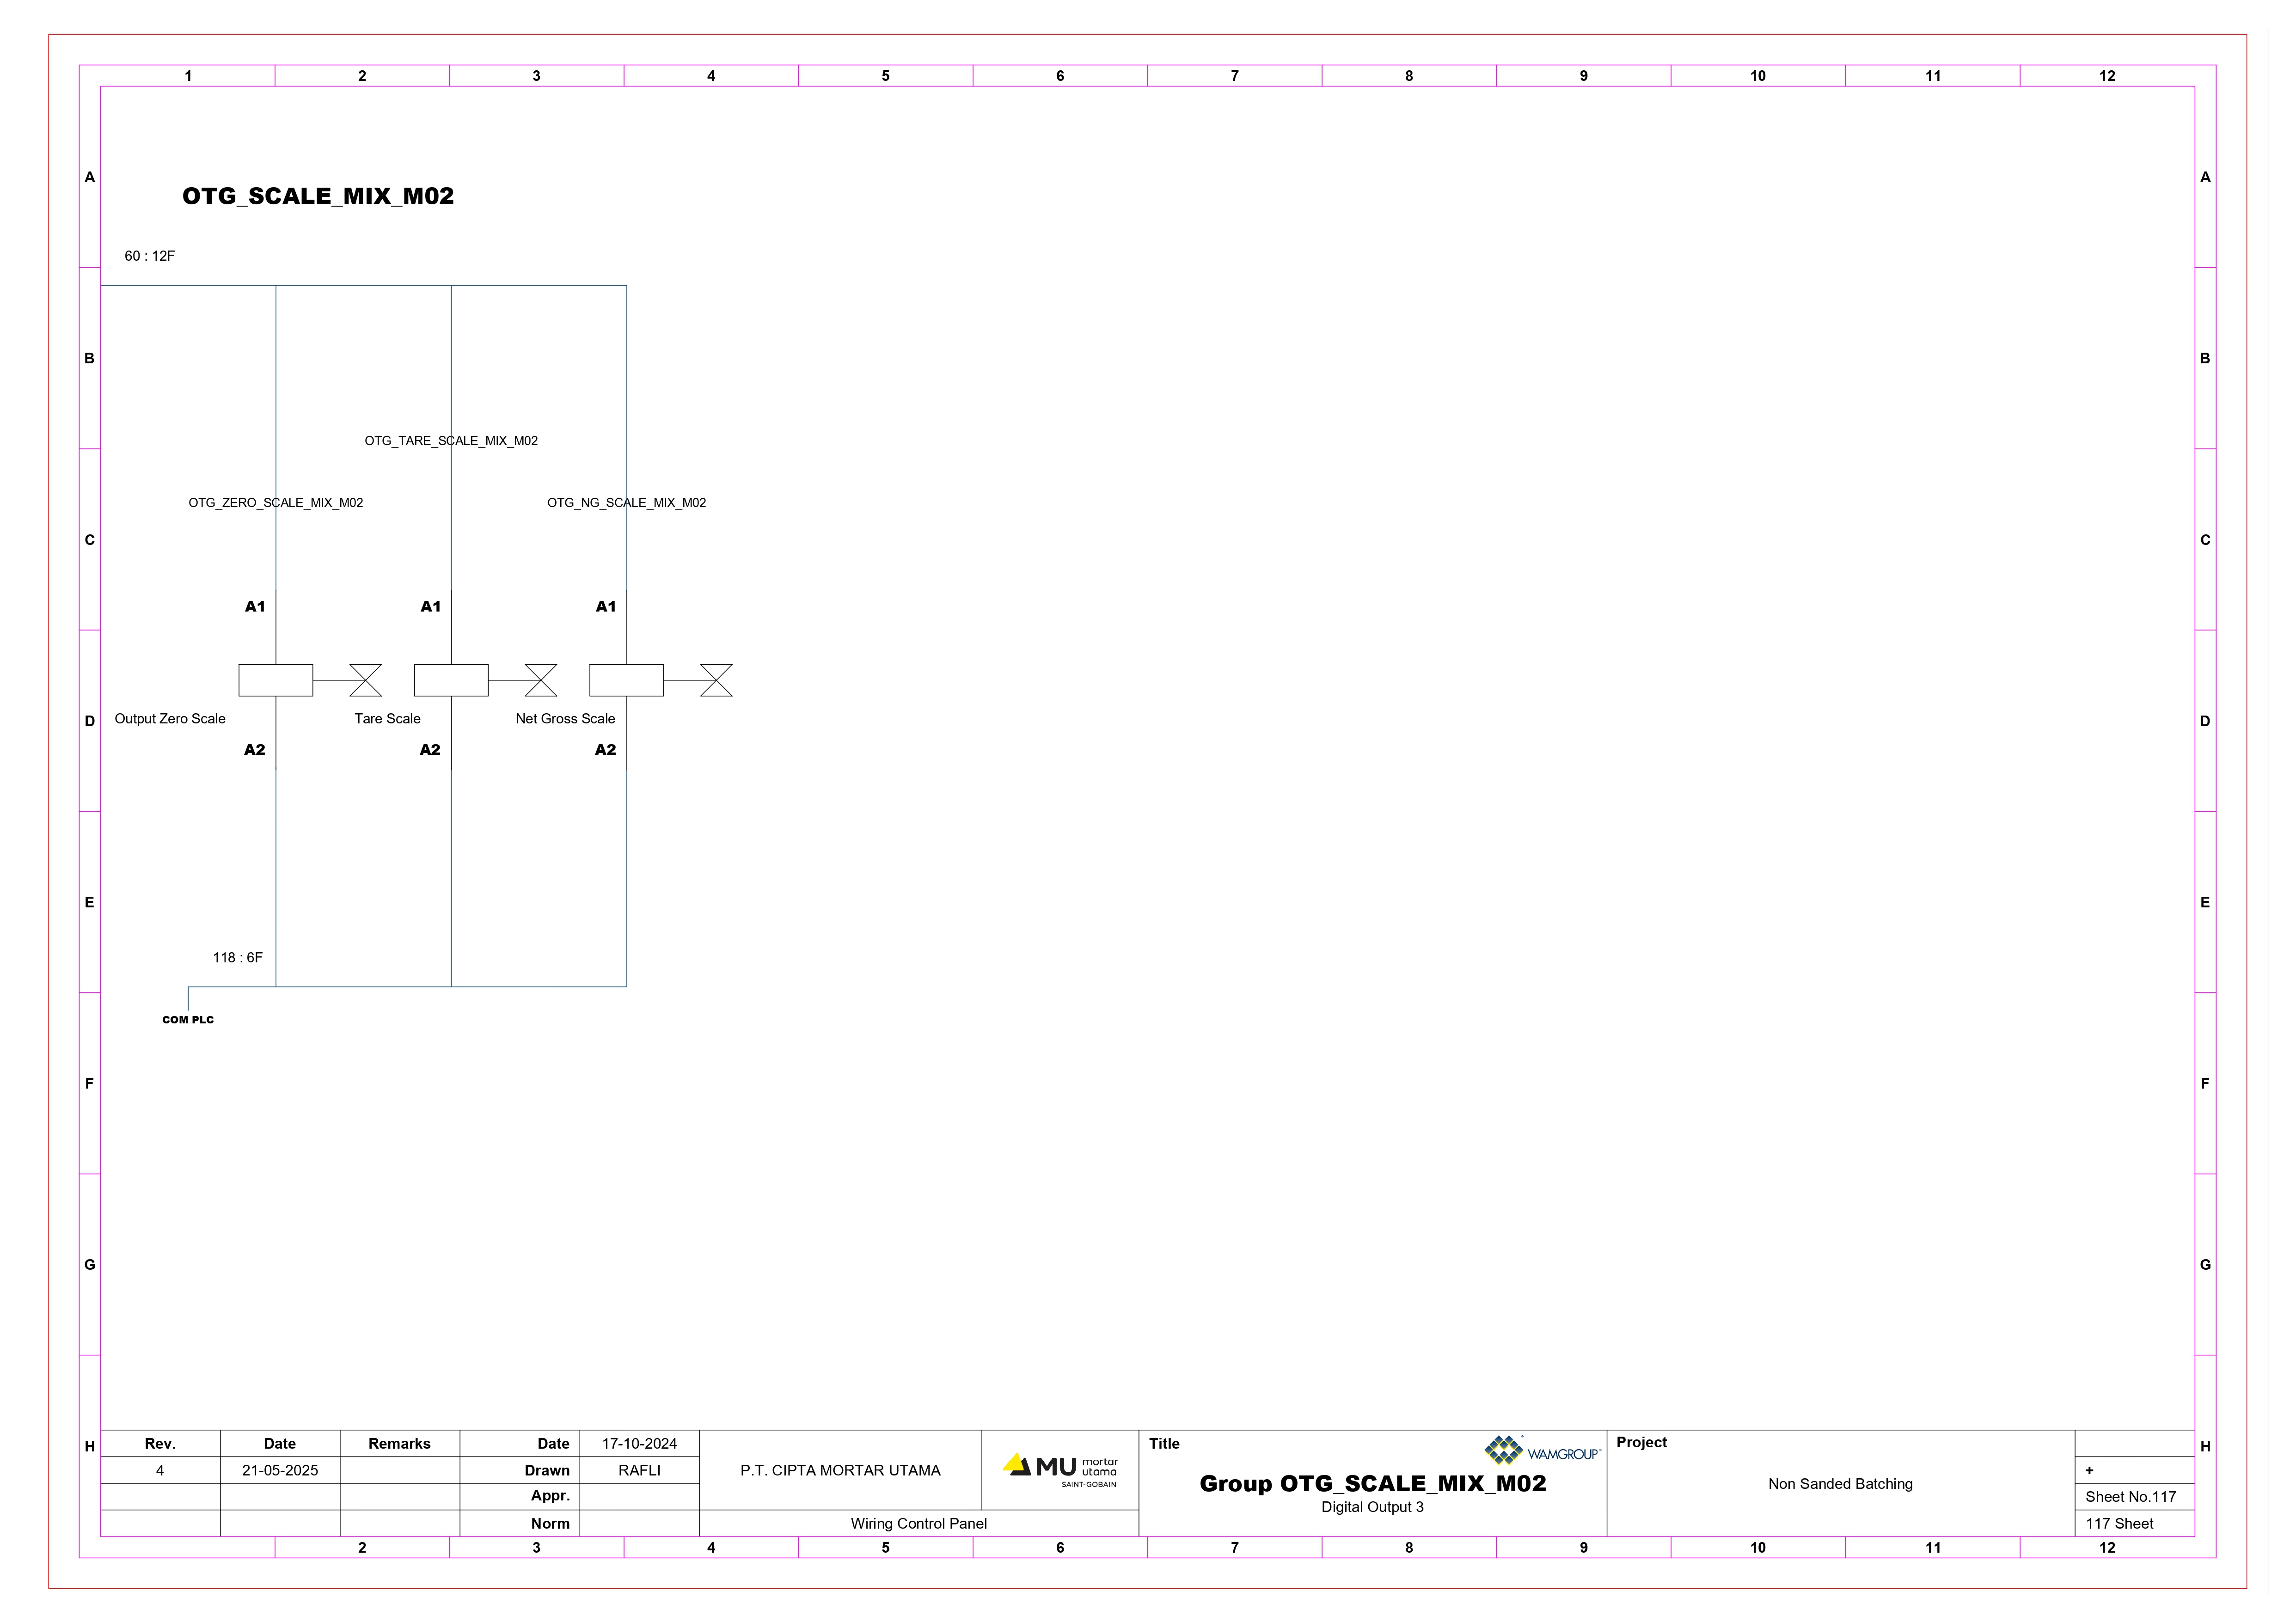 1 2 3 4 5 6 7 8 9 10 11 12
A A
OTG_SCALE_MIX_M02
60 : 12F
B B
OTG_TARE_SCALE_MIX_M02
OTG_ZERO_SCALE_MIX_M02 OTG_NG_SCALE_MIX_M02
C C
A1 A1 A1
Output Zero Scale Tare Scale Net Gross Scale
D D
A2 A2 A2
E E
118 : 6F
COM PLC
F F
G G
H H
Rev. Date Remarks Date 17-10-2024
4 21-05-2025 Drawn RAFLI
Appr.
Norm
P.T. CIPTA MORTAR UTAMA
MU mortar
utama
SAINT-GOBAIN
Wiring Control Panel
Title
WAMGROUP®
Group OTG_SCALE_MIX_M02
Digital Output 3
Project
Non Sanded Batching
+
Sheet No.117
117 Sheet
2 3 4 5 6 7 8 9 10 11 12